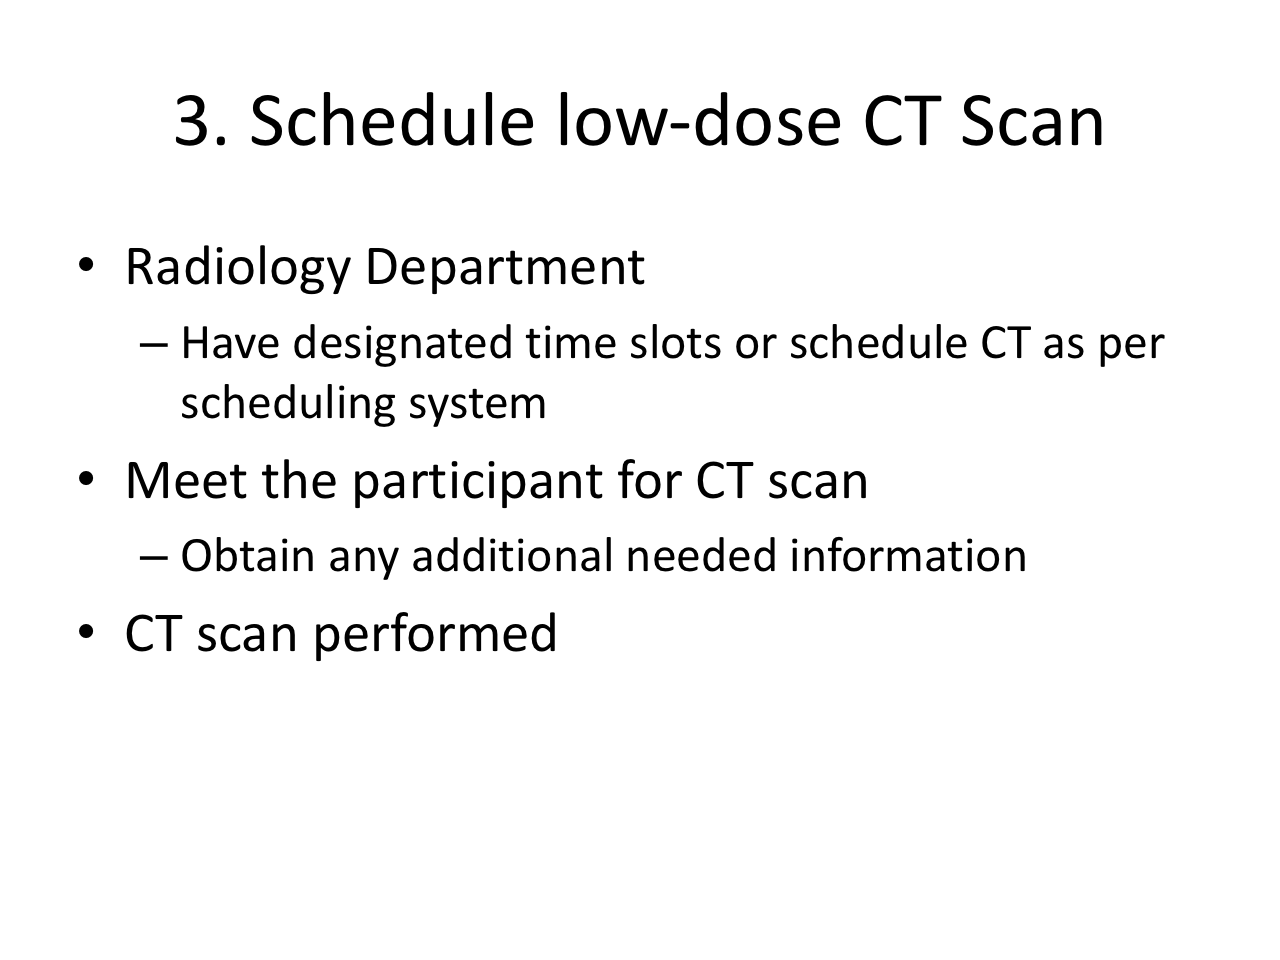 3. Schedule low-dose CT Scan
• Radiology Department
– Have designated time slots or schedule CT as per
scheduling system
• Meet the participant for CT scan
– Obtain any additional needed information
• CT scan performed